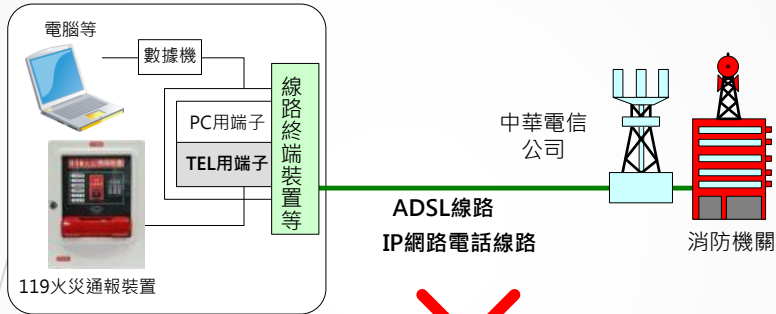 電腦等
數據機
PC用端子
TEL用端子
線路終端裝置等
119火災通報裝置
ADSL線路
IP網路電話線路
中華電信
公司
消防機關